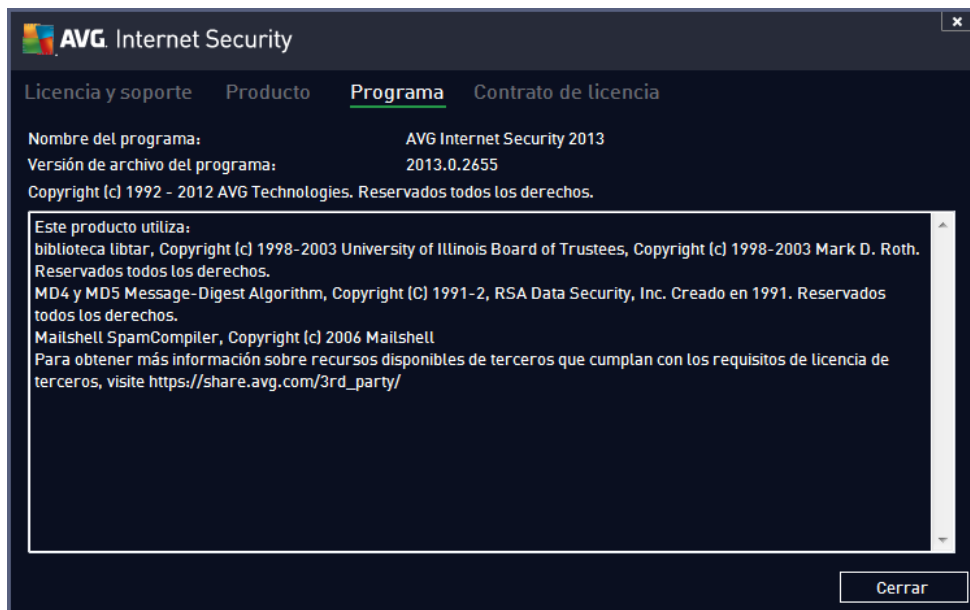 AVG. Internet Security
Licencia y soporte Producto Programa Contrato de licencia
Nombre del programa: AVG Internet Security 2013
Versión de archivo del programa: 2013.0.2655
Copyright (c) 1992 - 2012 AVG Technologies. Reservados todos los derechos.
Este producto utiliza:
biblioteca libtar, Copyright (c) 1998-2003 University of Illinois Board of Trustees, Copyright (c) 1998-2003 Mark D. Roth.
Reservados todos los derechos.
MD4 y MD5 Message-Digest Algorithm, Copyright (C) 1991-2, RSA Data Security, Inc. Creado en 1991. Reservados
todos los derechos.
Mailshell SpamCompiler, Copyright (c) 2006 Mailshell
Para obtener más información sobre recursos disponibles de terceros que cumplan con los requisitos de licencia de
terceros, visite https://share.avg.com/3rd_party/
Cerrar